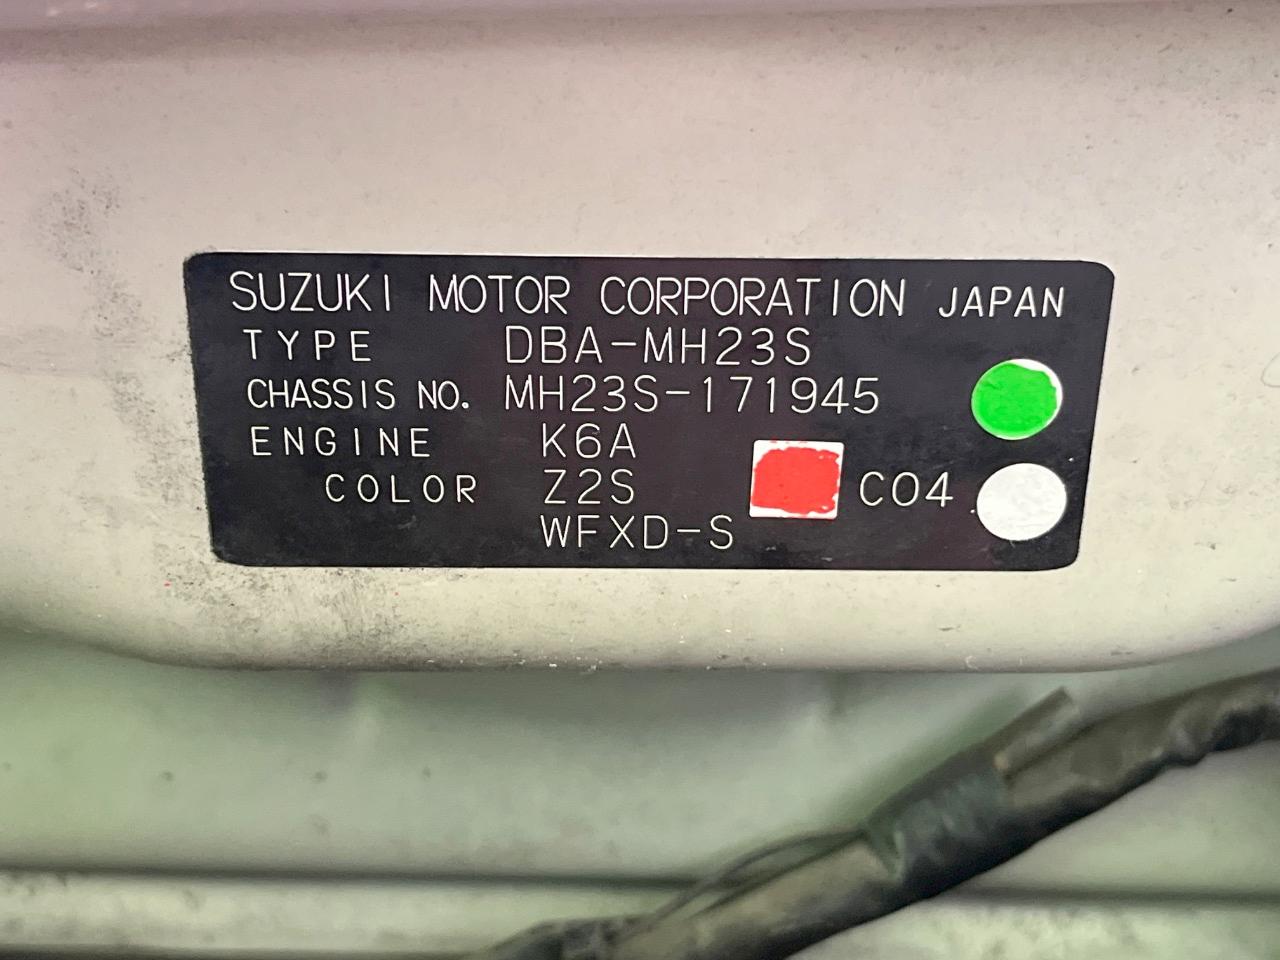 SUZUKI MOTOR CORPORATION JAPAN
TYPE DBA-MH23S
CHASSIS NO. MH23S-171945
ENGINE K6A
COLOR Z2S C04
WFXD-S